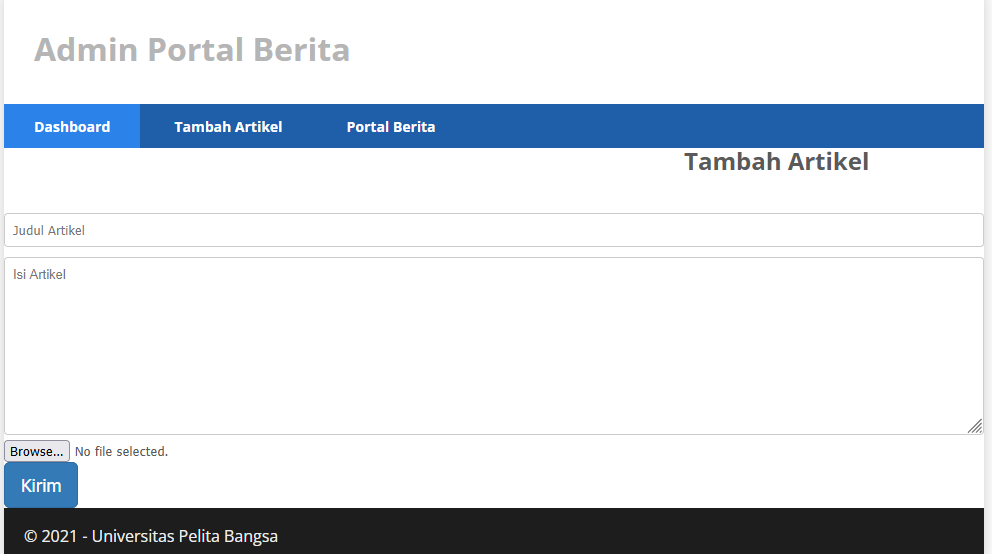 Admin Portal Berita
Dashboard Tambah Artikel Portal Berita
Tambah Artikel
Judul Artikel
Isi Artikel
Browse... No file selected.
Kirim
© 2021 - Universitas Pelita Bangsa